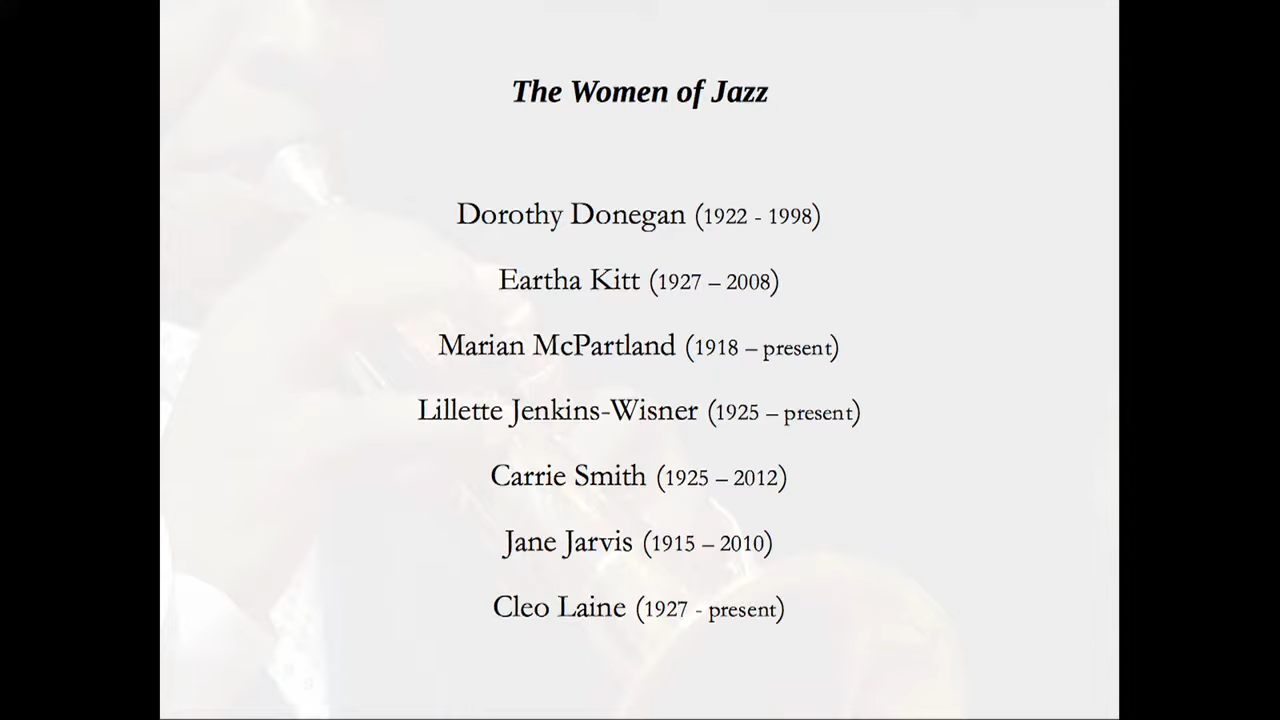 The Women of Jazz
Dorothy Donegan (1922 - 1998)
Eartha Kitt (1927 – 2008)
Marian McPartland (1918 – present)
Lillette Jenkins-Wisner (1925 – present)
Carrie Smith (1925 – 2012)
Jane Jarvis (1915 – 2010)
Cleo Laine (1927 - present)